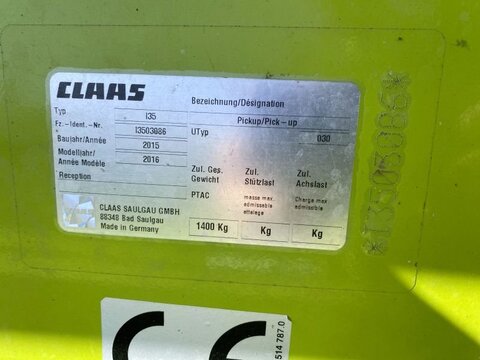 CLAAS
Bezeichnung/Désignation
Pickup/Pick-up
Typ I35
Fz.-Ident.-Nr. I3503086
UTyp 030
Baujahr/Année 2015
Modelljahr/
Année Modèle 2016
Reception
Zul. Ges.
Gewicht
PTAC
1400 Kg
Zul.
Stützlast
masse max.
admissible
attelage
Kg
Zul.
Achslast
Charge max
admissible
Kg
CLAAS SAULGAU GMBH
88348 Bad Saulgau
Made in Germany
*I3503086*
CE
514 787.0